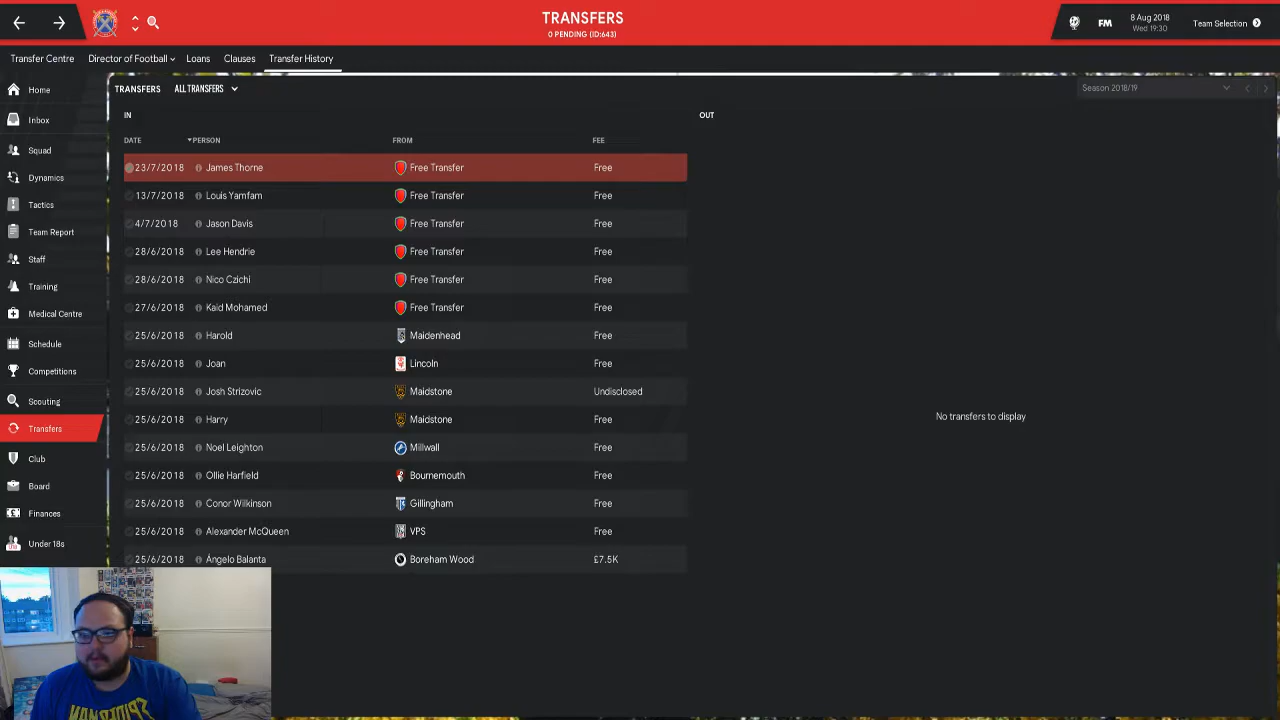 TRANSFERS
0 PENDING (ID:643)
FM
8 Aug 2018
Wed 19:30
Team Selection
Transfer Centre
Director of Football
Loans
Clauses
Transfer History
Home
Inbox
Squad
Dynamics
Tactics
Team Report
Staff
Training
Medical Centre
Schedule
Competitions
Scouting
Transfers
Club
Board
Finances
Under 18s
TRANSFERS ALL TRANSFERS
Season 2018/19
IN
DATE PERSON FROM FEE
23/7/2018 James Thorne Free Transfer Free
13/7/2018 Louis Yamfam Free Transfer Free
4/7/2018 Jason Davis Free Transfer Free
28/6/2018 Lee Hendrie Free Transfer Free
28/6/2018 Nico Czichi Free Transfer Free
27/6/2018 Kaid Mohamed Free Transfer Free
25/6/2018 Harold Maidenhead Free
25/6/2018 Joan Lincoln Free
25/6/2018 Josh Strizovic Maidstone Undisclosed
25/6/2018 Harry Maidstone Free
25/6/2018 Noel Leighton Millwall Free
25/6/2018 Ollie Harfield Bournemouth Free
25/6/2018 Conor Wilkinson Gillingham Free
25/6/2018 Alexander McQueen VPS Free
25/6/2018 Ángelo Balanta Boreham Wood £7.5K
OUT
No transfers to display